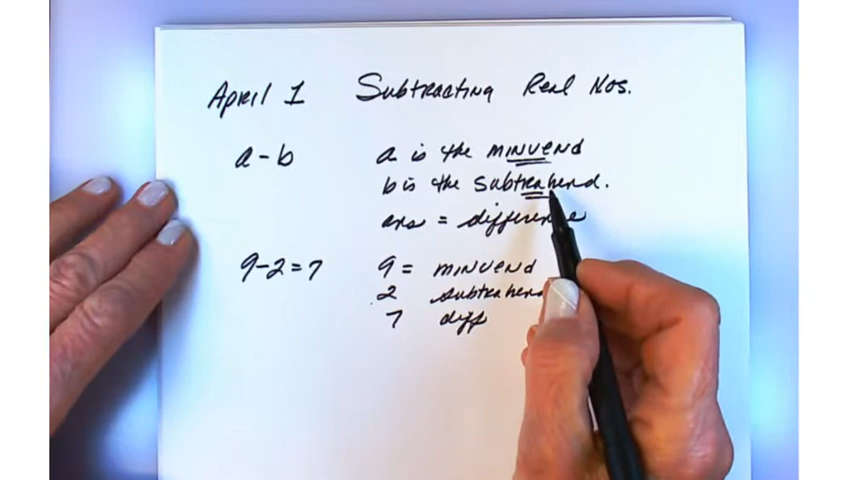 April 1 Subtracting Real Nos.
a - b a is the minuend
b is the subtrahend.
ans = difference
9-2=7 9 = minuend
2 subtrahend
7 diff